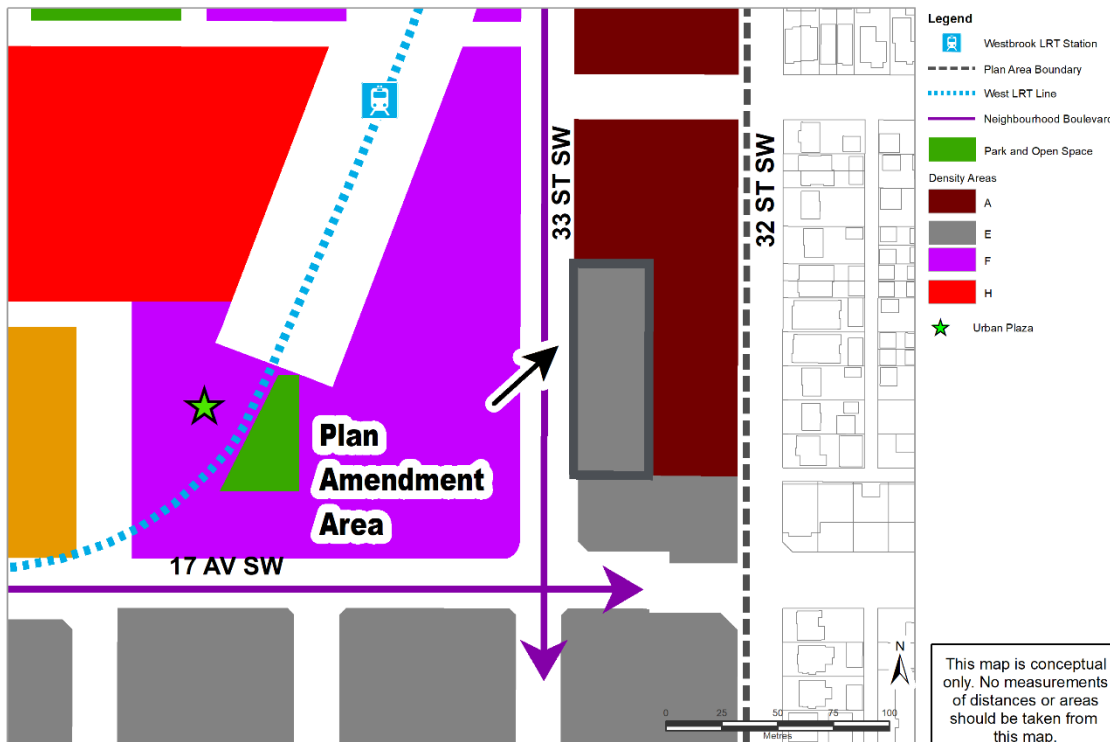 33 ST SW
32 ST SW
Plan
Amendment
Area
17 AV SW
Legend
Westbrook LRT Station
Plan Area Boundary
West LRT Line
Neighbourhood Boulevard
Park and Open Space
Density Areas
A
E
F
H
Urban Plaza
N
0 25 50 75 100
Metres
This map is conceptual
only. No measurements
of distances or areas
should be taken from
this map.